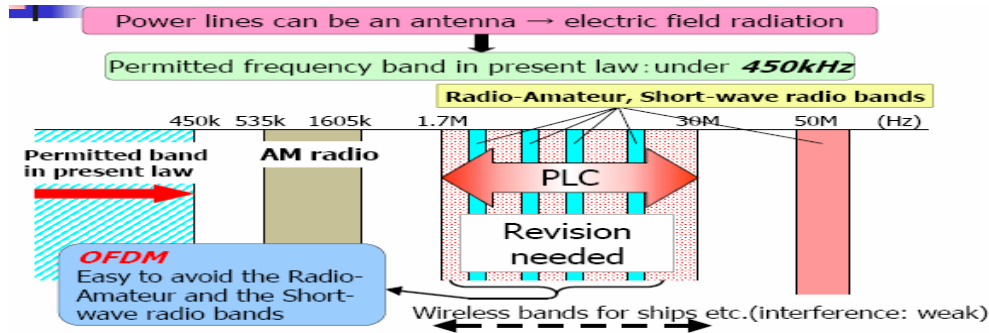 Power lines can be an antenna → electric field radiation
Permitted frequency band in present law:under 450kHz
Radio-Amateur, Short-wave radio bands
450k 535k 1605k 1.7M 30M 50M (Hz)
Permitted band
in present law
AM radio
PLC
Revision
needed
OFDM
Easy to avoid the Radio-
Amateur and the Short-
wave radio bands
Wireless bands for ships etc.(interference: weak)